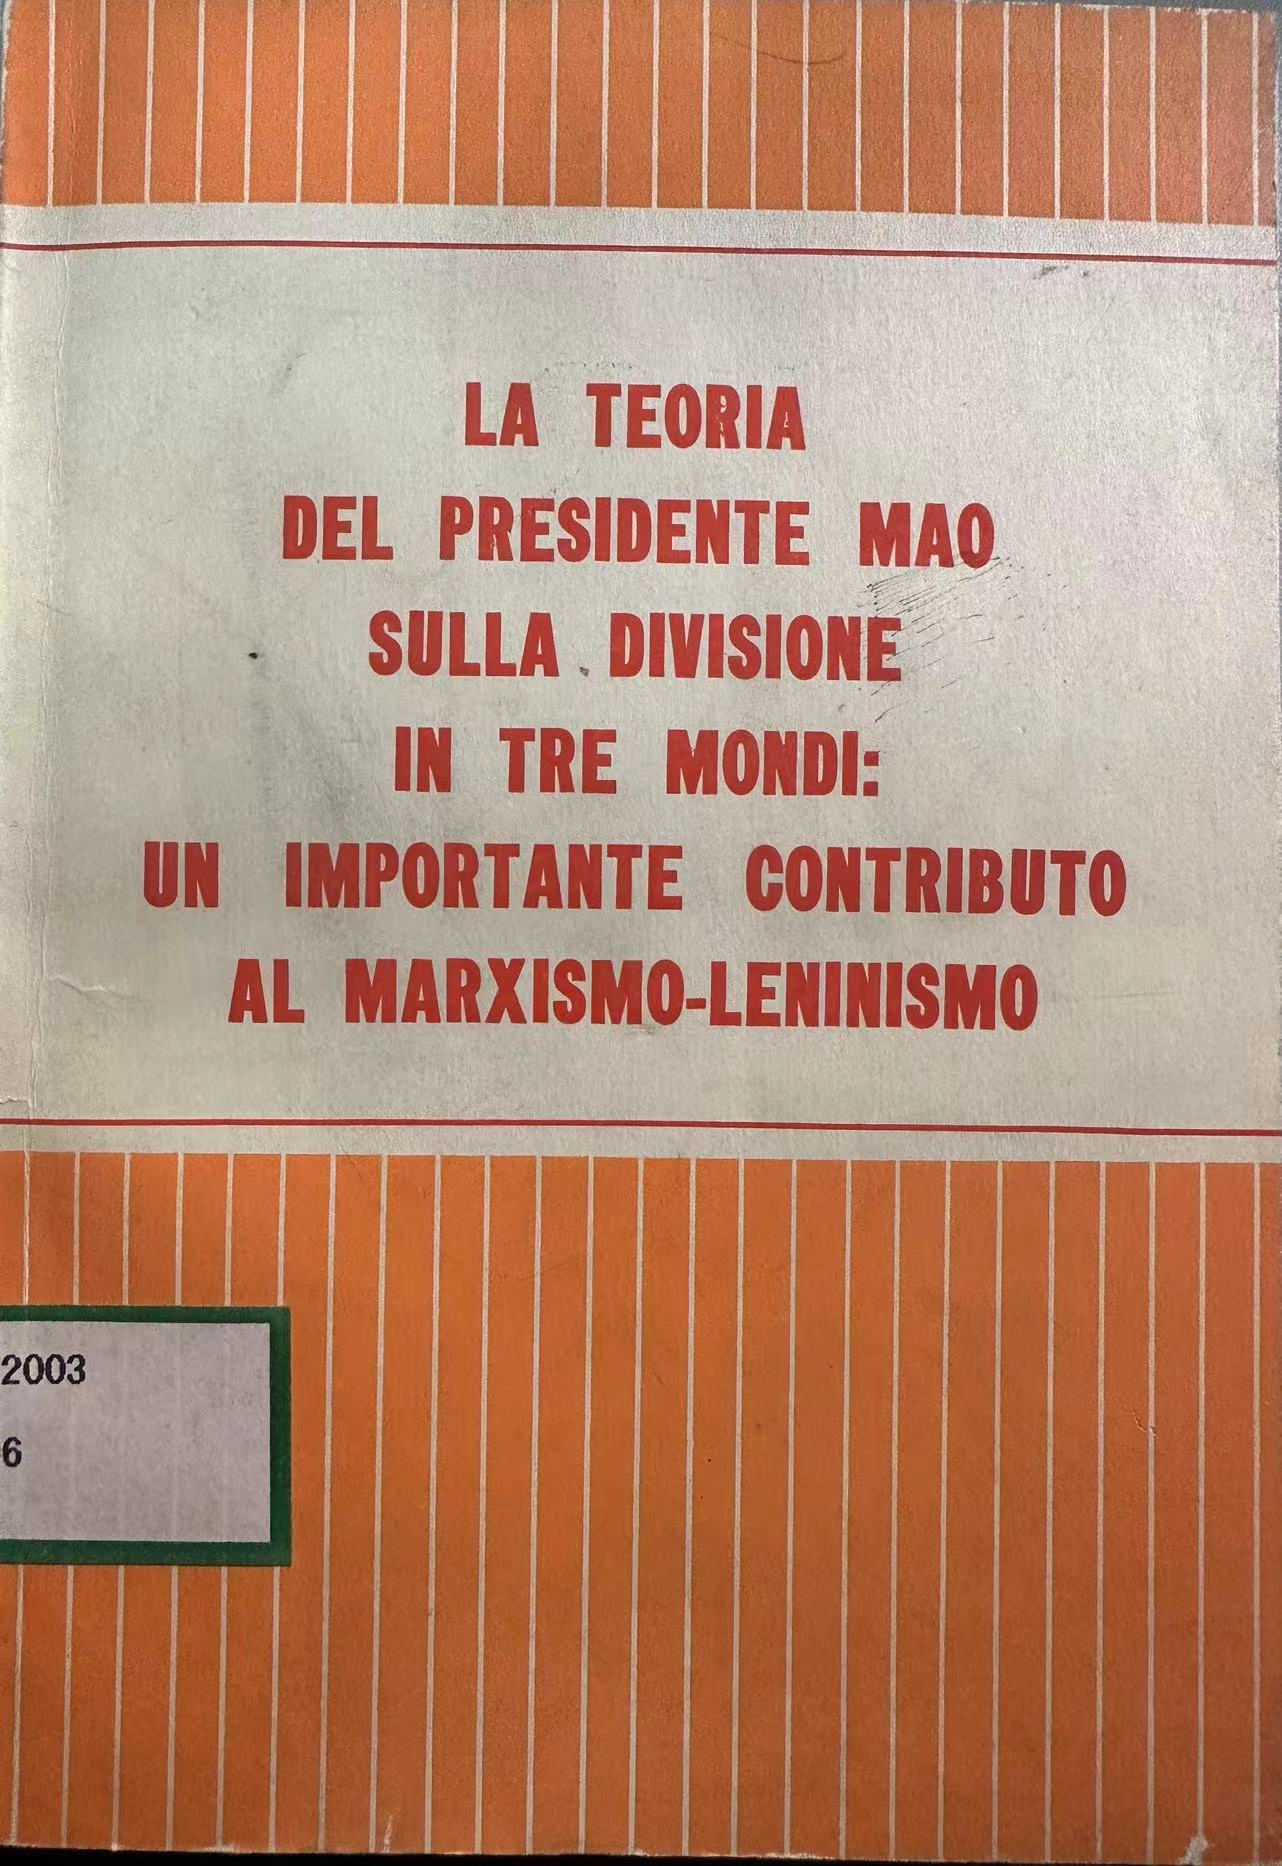 LA TEORIA
DEL PRESIDENTE MAO
SULLA DIVISIONE
IN TRE MONDI:
UN IMPORTANTE CONTRIBUTO
AL MARXISMO-LENINISMO
2003
6